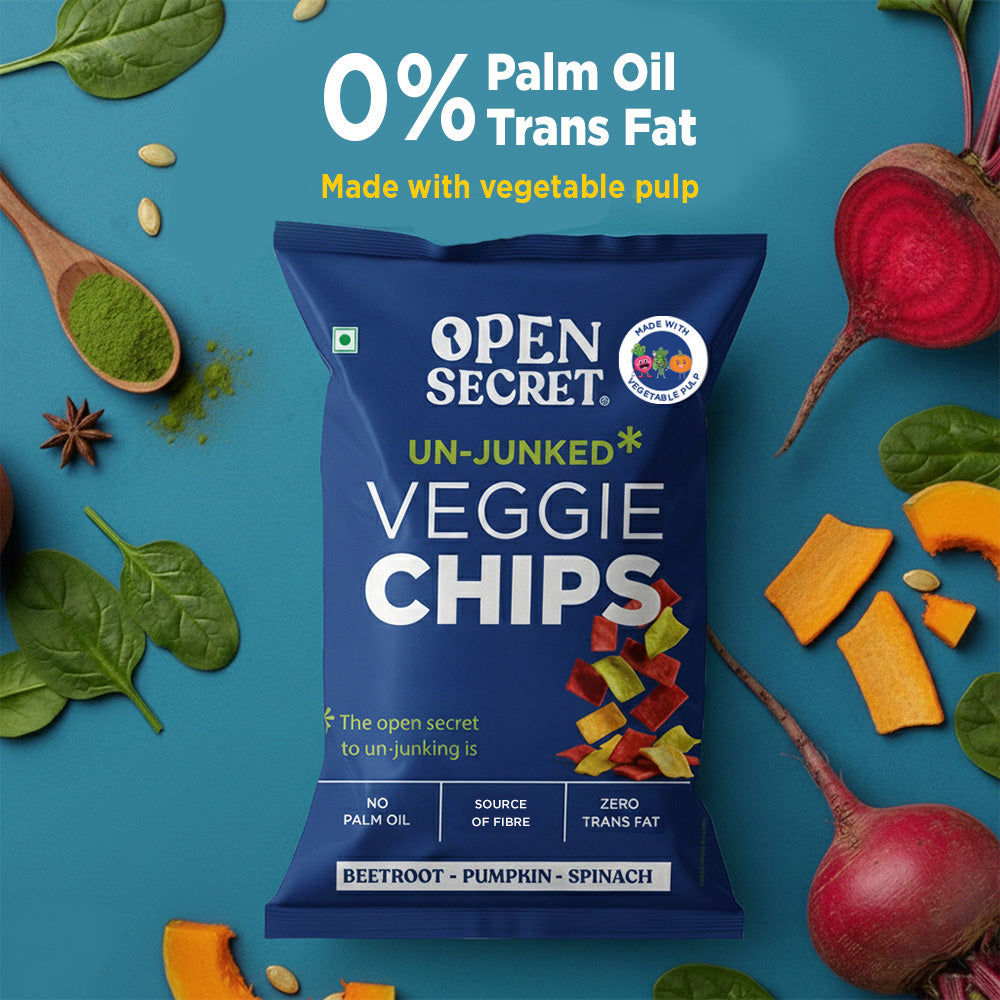 0% Palm Oil
Trans Fat
Made with vegetable pulp
OPEN
SECRET
MADE WITH
VEGETABLE PULP
UN-JUNKED*
VEGGIE
CHIPS
* The open secret
to un-junking is
NO
PALM OIL
SOURCE
OF FIBRE
ZERO
TRANS FAT
BEETROOT - PUMPKIN - SPINACH